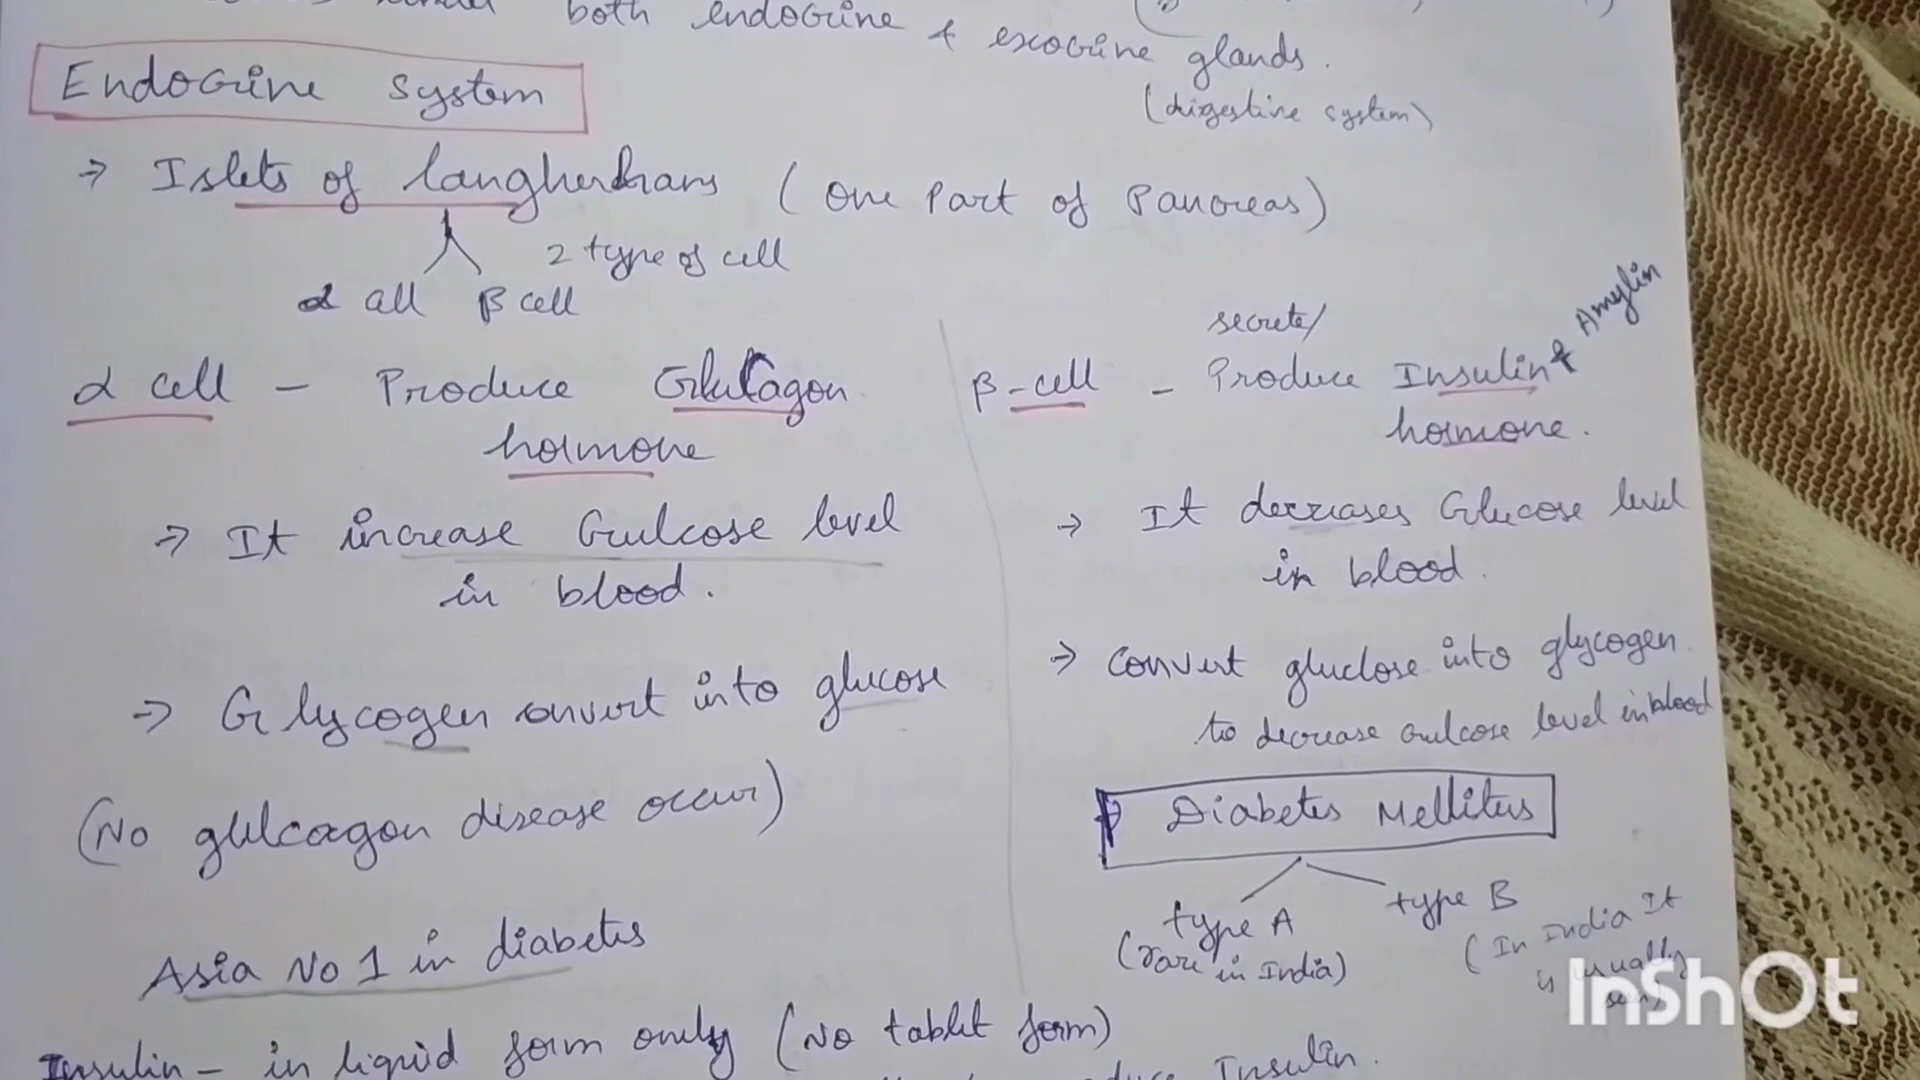 both endocrine & exocrine glands.
(digestive system)
Endocrine System
→ Islets of Langherhans (One Part of Pancreas)
2 type of cell
α cell β cell
α cell - Produce Glucagon hormone
→ It increase Gulcose level
in blood.
→ Glycogen convert into glucose
(No glucagon disease occur)
Asia No 1 in diabetes
secrete/
β-cell - Produce Insulin & Amylin
hormone.
→ It decreases Glucose level
in blood.
→ Convert gluclose into glycogen
to decrease Gulcose level in blood
Diabetes Mellitus
type A
(rare in India)
type B
(In India It
is usually
seen)
Insulin - in liquid form only (No tablet form)
Insulin.
InShOt